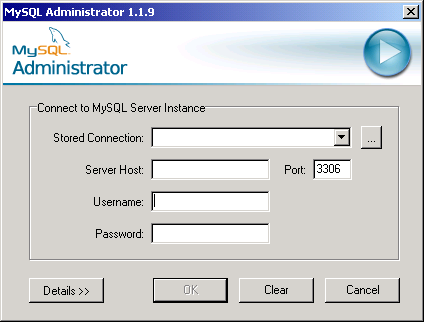 MySQL Administrator 1.1.9
MySQL
Administrator
Connect to MySQL Server Instance
Stored Connection:
...
Server Host:
Port: 3306
Username:
Password:
Details >>
OK
Clear
Cancel